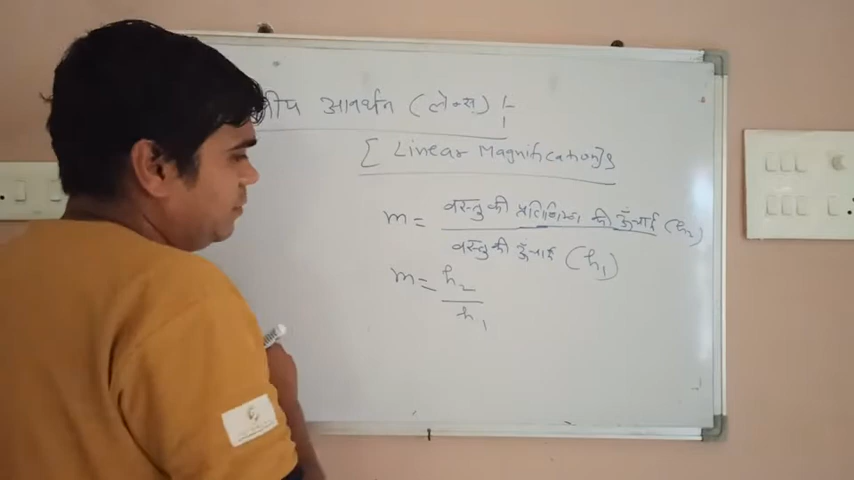 आवर्धन (लेन्स) :-
[Linear Magnification]
m = वस्तु की प्रतिबिम्ब की ऊँचाई (h₂)
वस्तु की ऊँचाई (h₁)
m = h₂
h₁